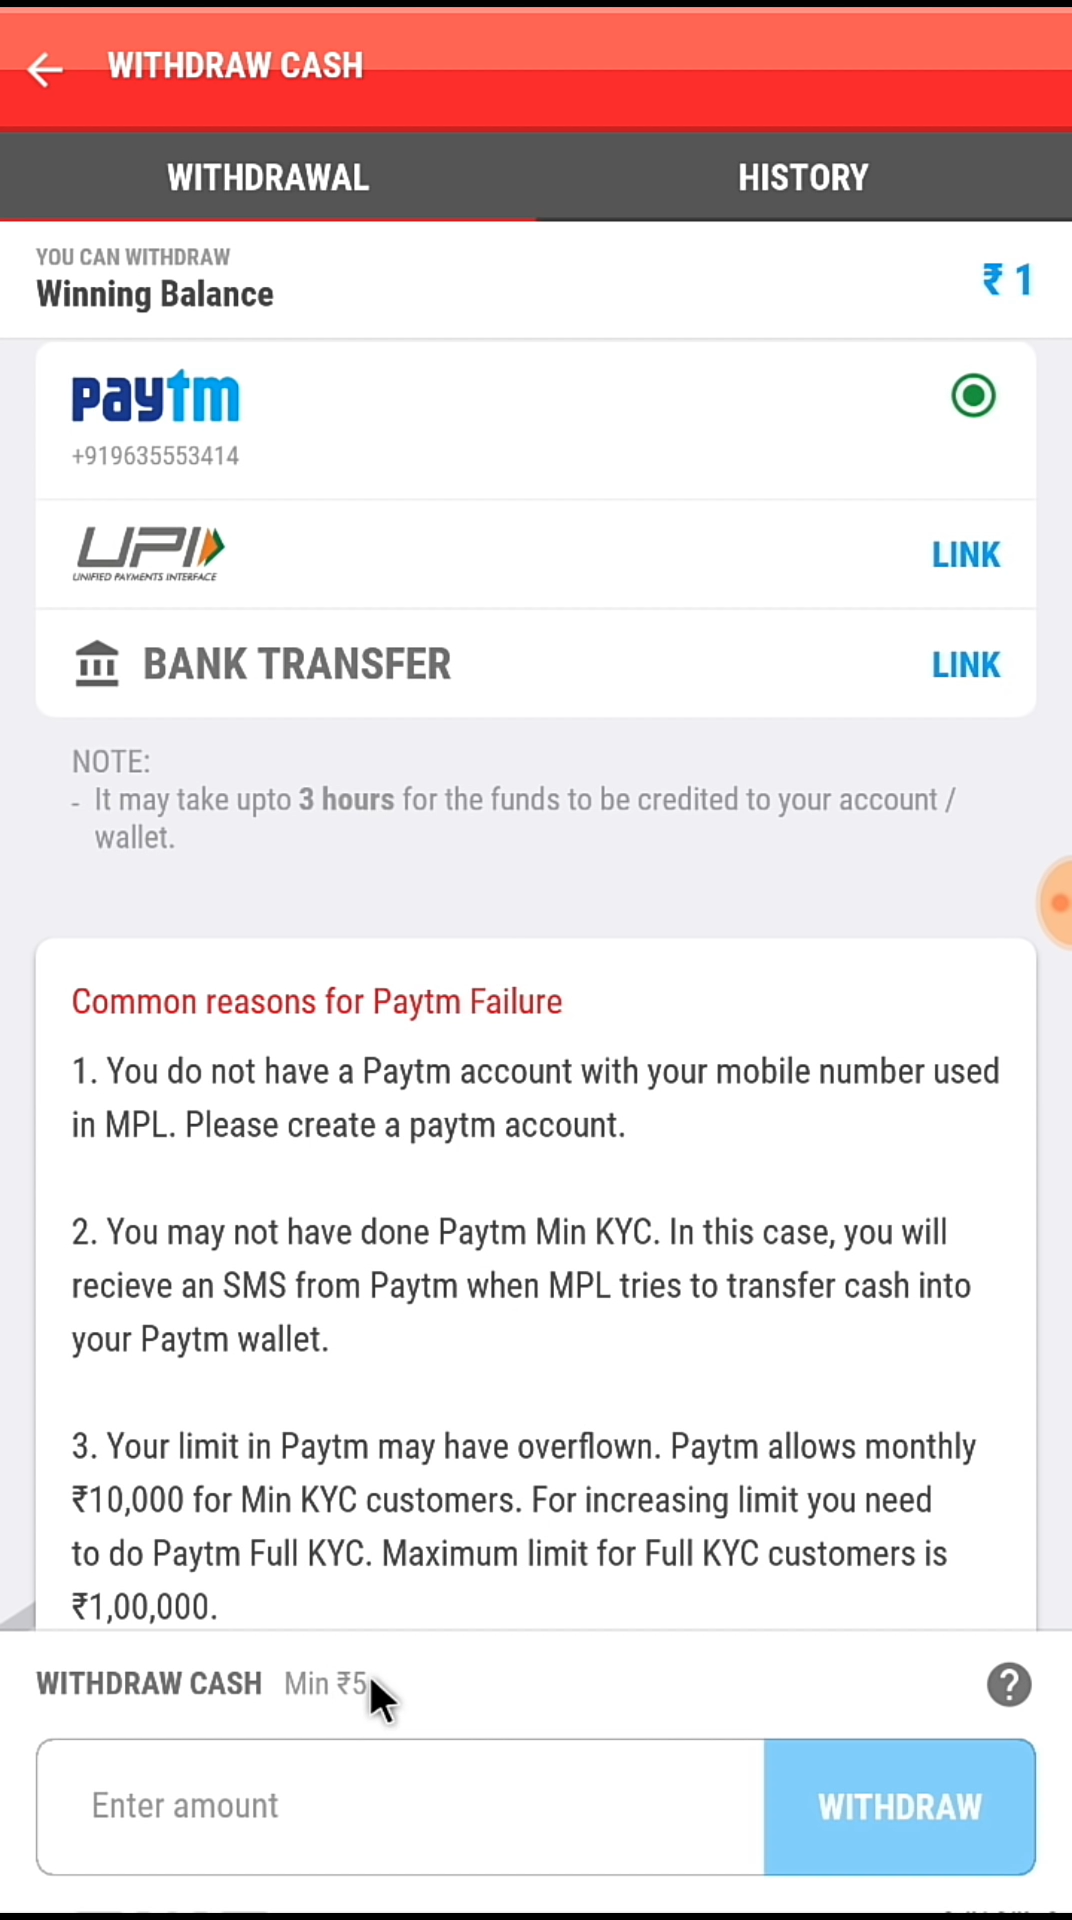 WITHDRAW CASH
WITHDRAWAL
HISTORY
YOU CAN WITHDRAW
Winning Balance
₹ 1
paytm
+919635553414
UPI
UNIFIED PAYMENTS INTERFACE
LINK
BANK TRANSFER
LINK
NOTE:
- It may take upto 3 hours for the funds to be credited to your account /
wallet.
Common reasons for Paytm Failure
1. You do not have a Paytm account with your mobile number used
in MPL. Please create a paytm account.
2. You may not have done Paytm Min KYC. In this case, you will
recieve an SMS from Paytm when MPL tries to transfer cash into
your Paytm wallet.
3. Your limit in Paytm may have overflown. Paytm allows monthly
₹10,000 for Min KYC customers. For increasing limit you need
to do Paytm Full KYC. Maximum limit for Full KYC customers is
₹1,00,000.
WITHDRAW CASH Min ₹5
?
Enter amount
WITHDRAW